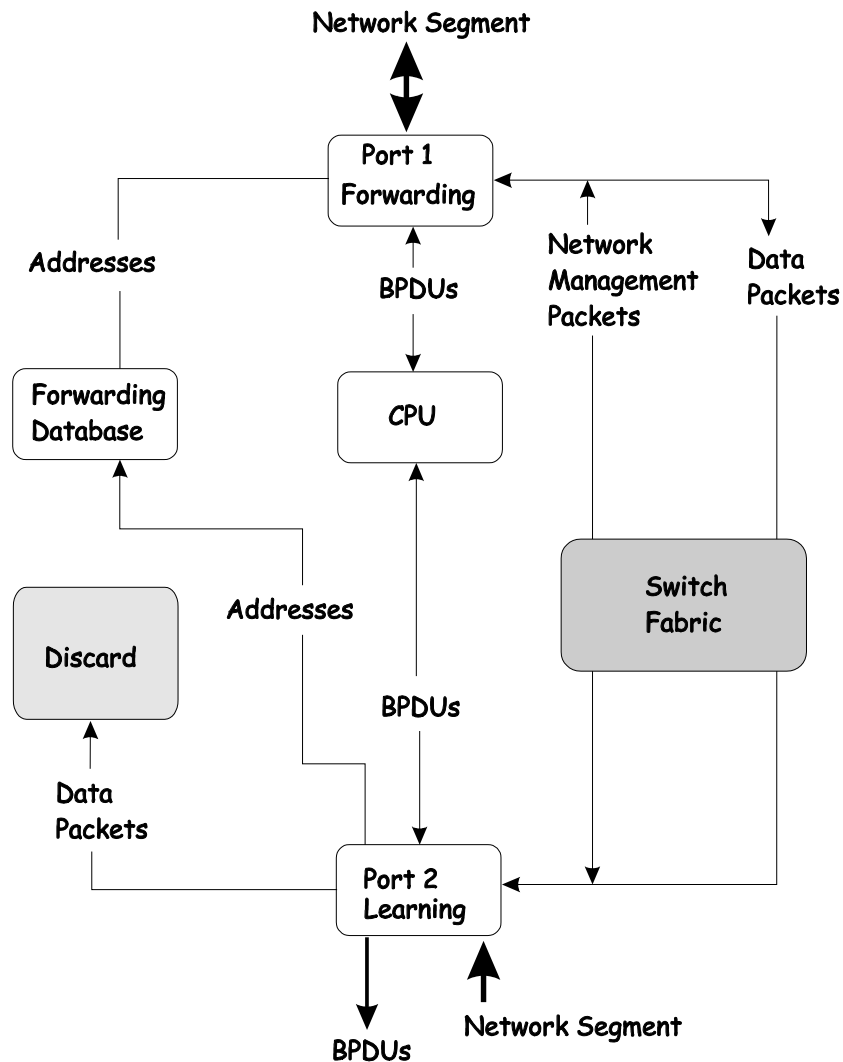 Network Segment
Port 1
Forwarding
Addresses
BPDUs
Network
Management
Packets
Data
Packets
Forwarding
Database
CPU
Switch
Fabric
Addresses
Discard
BPDUs
Data
Packets
Port 2
Learning
Network Segment
BPDUs